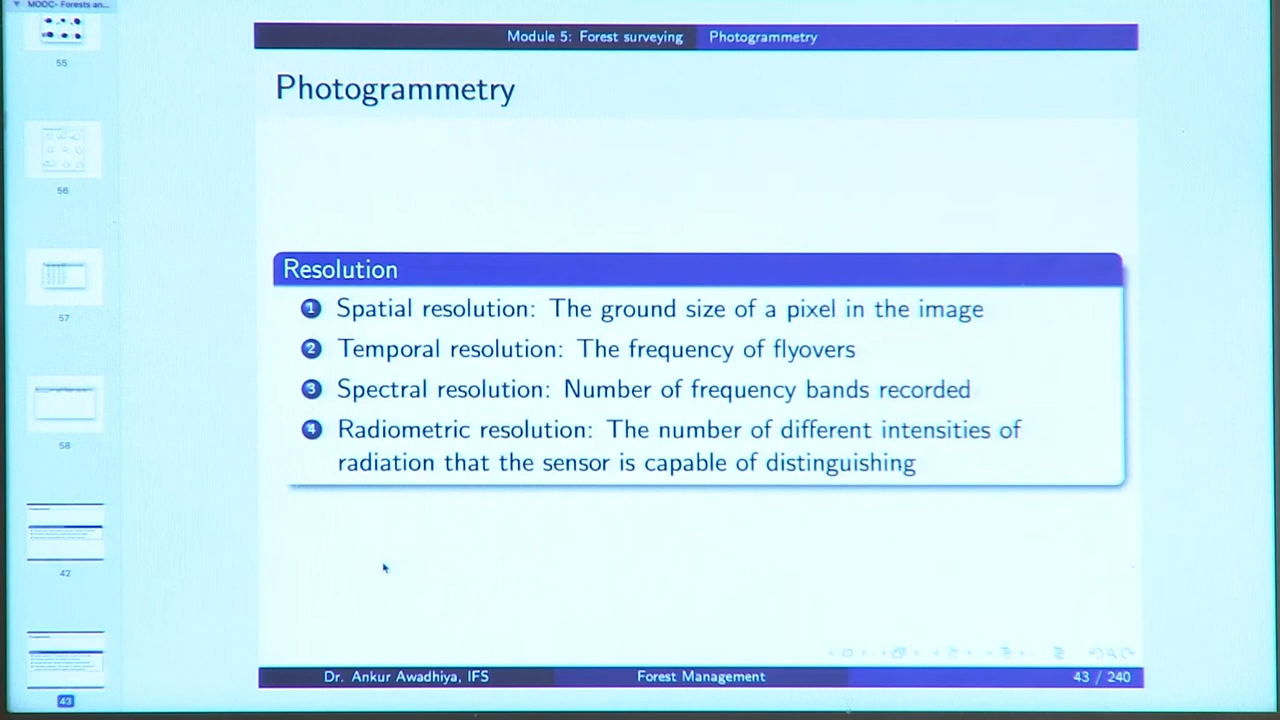 MOOC- Forests an...
55
56
57
58
42
43
Module 5: Forest surveying Photogrammetry
Photogrammetry
Resolution
1 Spatial resolution: The ground size of a pixel in the image
2 Temporal resolution: The frequency of flyovers
3 Spectral resolution: Number of frequency bands recorded
4 Radiometric resolution: The number of different intensities of
radiation that the sensor is capable of distinguishing
Dr. Ankur Awadhiya, IFS Forest Management 43 / 240